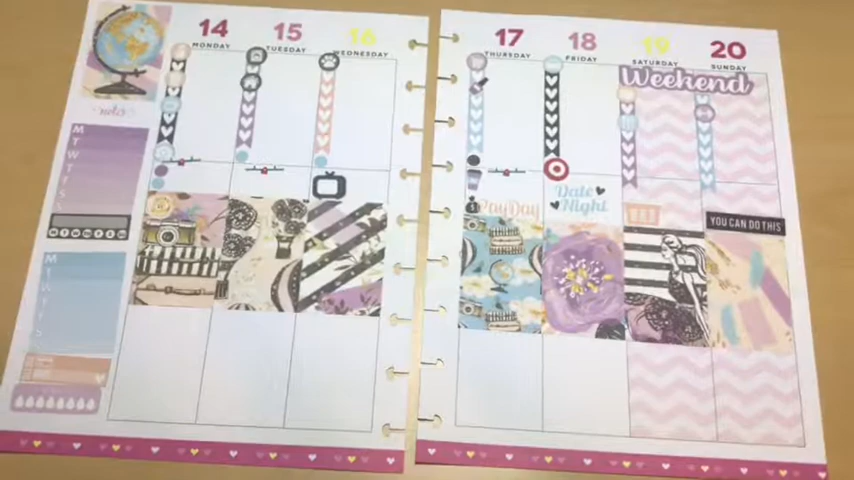 14
MONDAY
15
TUESDAY
16
WEDNESDAY
17
THURSDAY
18
FRIDAY
19
SATURDAY
20
SUNDAY
Weekend
notes
M
T
W
T
F
S
S
M
T
W
T
F
S
PayDay
Date
Night
YOU CAN DO THIS